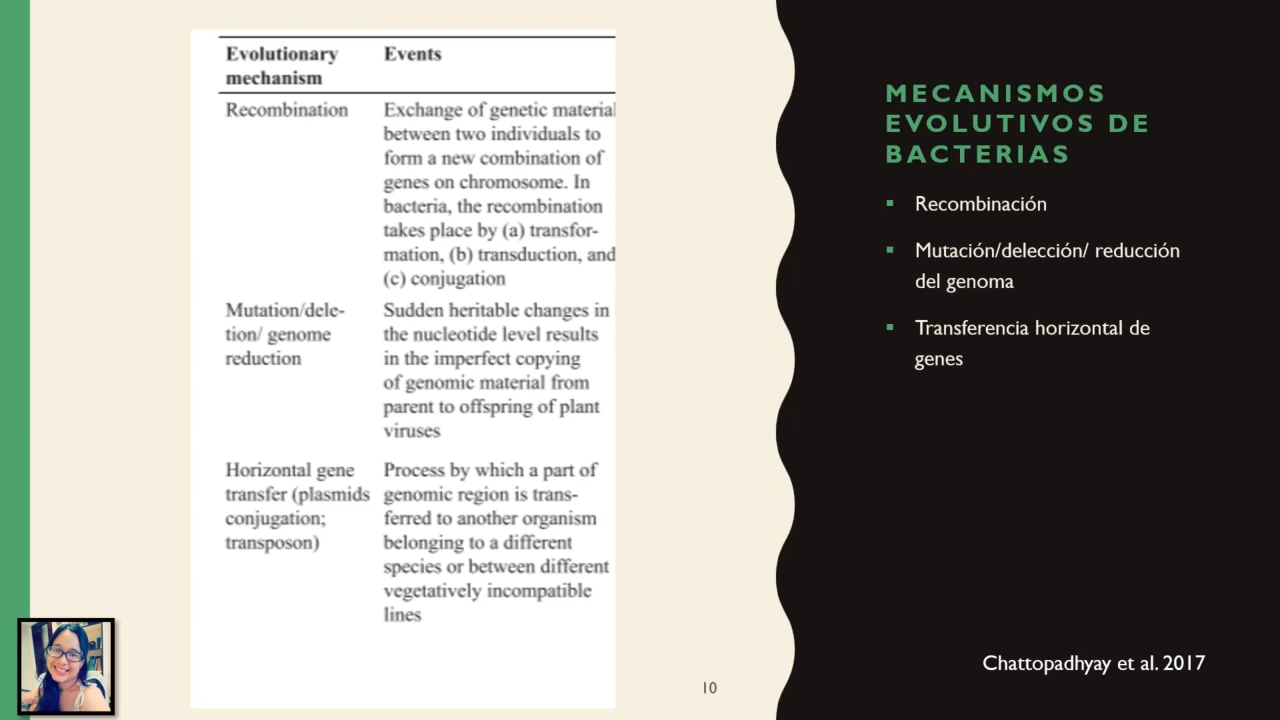 Evolutionary mechanism
Events
Recombination
Exchange of genetic material
between two individuals to
form a new combination of
genes on chromosome. In
bacteria, the recombination
takes place by (a) transfor-
mation, (b) transduction, and
(c) conjugation
Mutation/dele-
tion/ genome
reduction
Sudden heritable changes in
the nucleotide level results
in the imperfect copying
of genomic material from
parent to offspring of plant
viruses
Horizontal gene
transfer (plasmids
conjugation;
transposon)
Process by which a part of
genomic region is trans-
ferred to another organism
belonging to a different
species or between different
vegetatively incompatible
lines
10
MECANISMOS
EVOLUTIVOS DE
BACTERIAS
Recombinación
Mutación/delección/ reducción
del genoma
Transferencia horizontal de
genes
Chattopadhyay et al. 2017